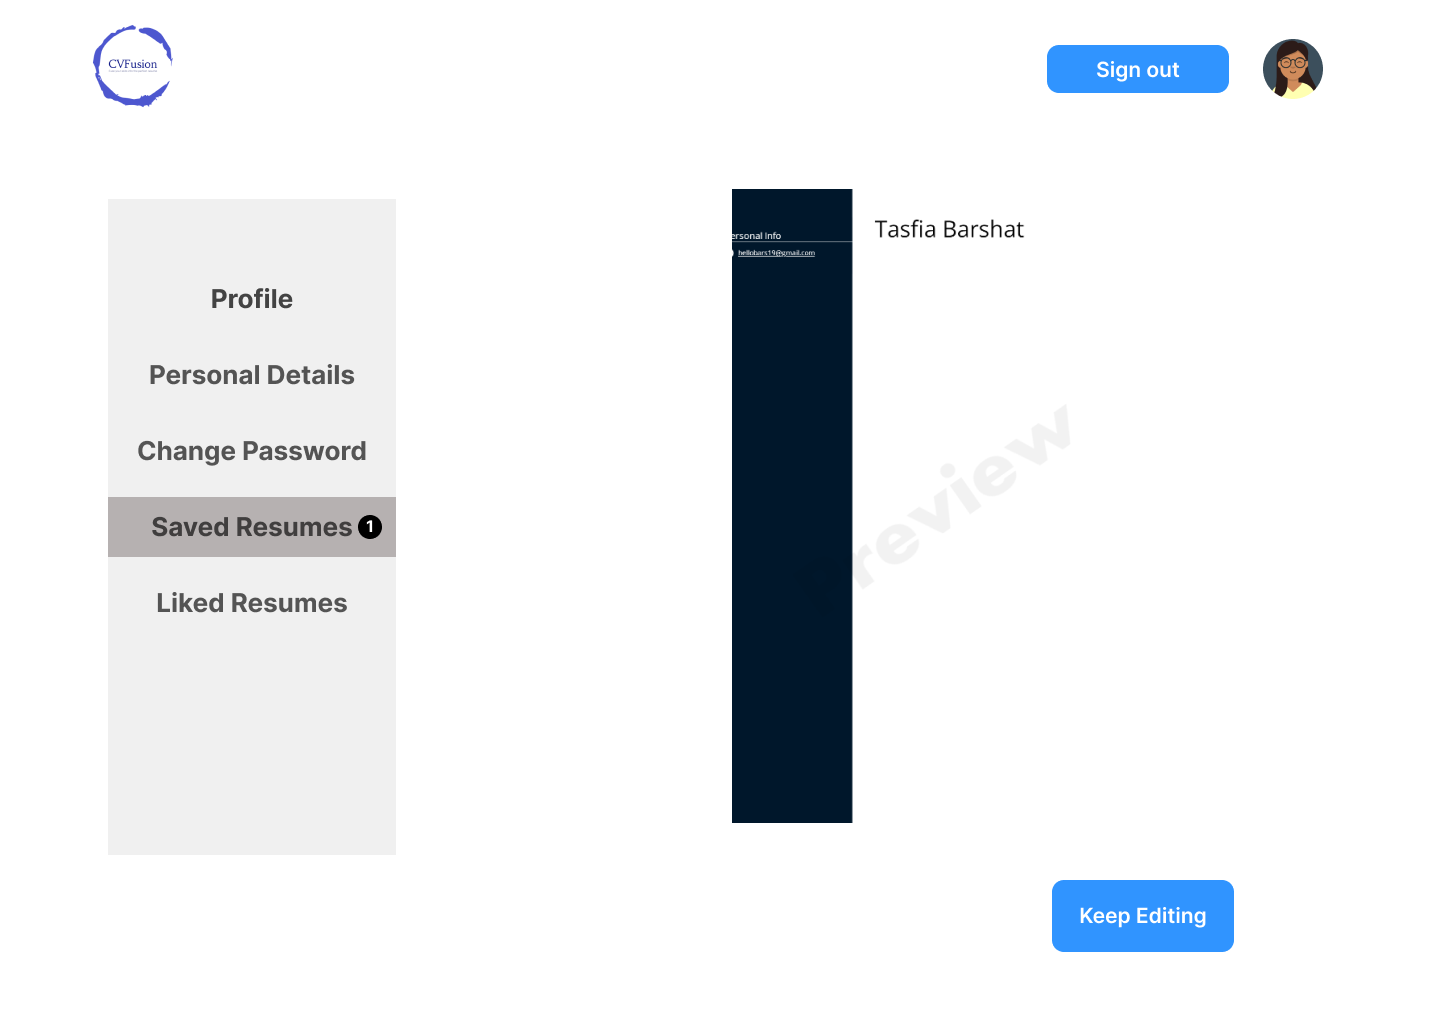 CVFusion
Sign out
Profile
Personal Details
Change Password
Saved Resumes 1
Liked Resumes
ersonal Info
hellobars19@gmail.com
Tasfia Barshat
review
Keep Editing